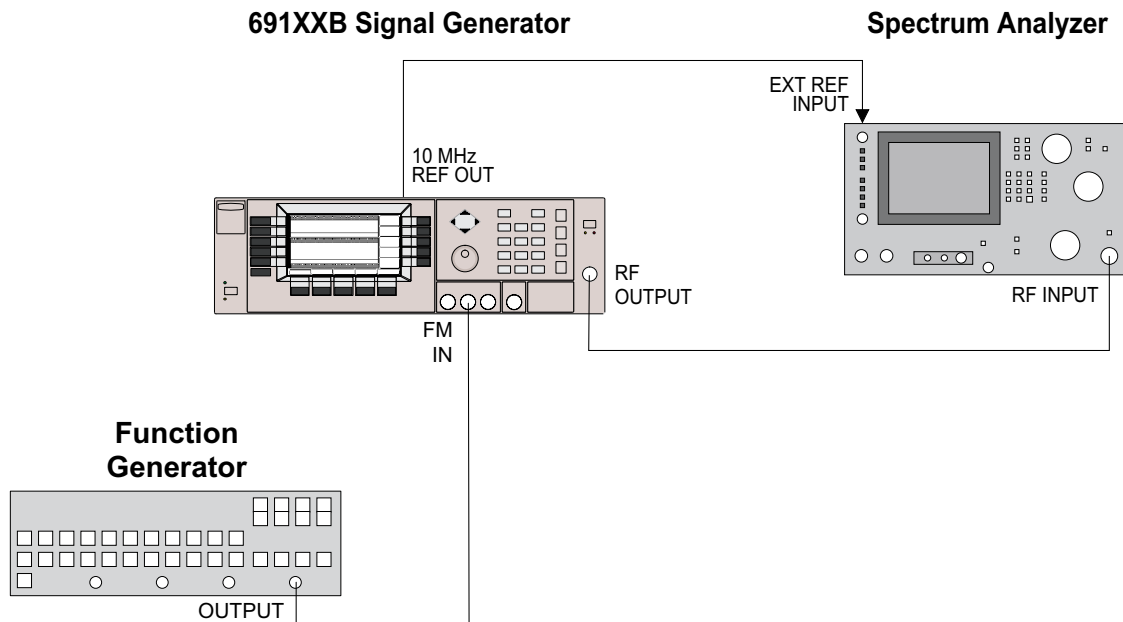 691XXB Signal Generator
Spectrum Analyzer
EXT REF
INPUT
10 MHz
REF OUT
RF
OUTPUT
RF INPUT
FM
IN
Function
Generator
OUTPUT